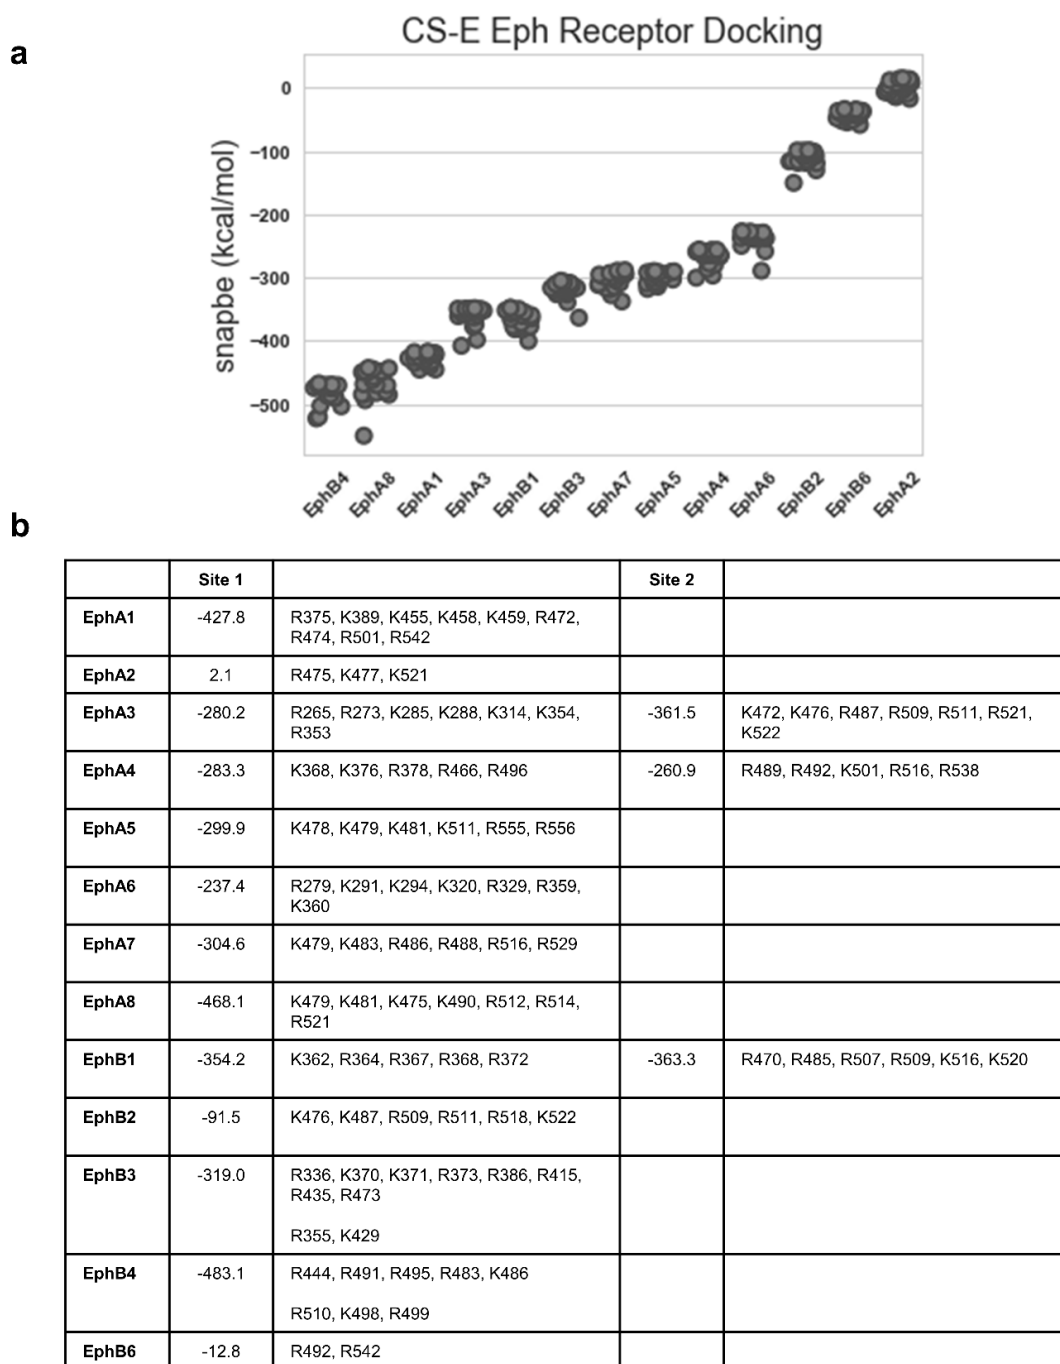 a
CS-E Eph Receptor Docking
snapbe (kcal/mol)
0
−100
−200
−300
−400
−500
EphB4
EphA8
EphA1
EphA3
EphB1
EphB3
EphA7
EphA5
EphA4
EphA6
EphB2
EphB6
EphA2
b
Site 1 Site 2
EphA1 -427.8 R375, K389, K455, K458, K459, R472,
R474, R501, R542
EphA2 2.1 R475, K477, K521
EphA3 -280.2 R265, R273, K285, K288, K314, K354, -361.5 K472, K476, R487, R509, R511, R521,
R353 K522
EphA4 -283.3 K368, K376, R378, R466, R496 -260.9 R489, R492, K501, R516, R538
EphA5 -299.9 K478, K479, K481, K511, R555, R556
EphA6 -237.4 R279, K291, K294, K320, R329, R359,
K360
EphA7 -304.6 K479, K483, R486, R488, R516, R529
EphA8 -468.1 K479, K481, K475, K490, R512, R514,
R521
EphB1 -354.2 K362, R364, R367, R368, R372 -363.3 R470, R485, R507, R509, K516, K520
EphB2 -91.5 K476, K487, R509, R511, R518, K522
EphB3 -319.0 R336, K370, K371, R373, R386, R415,
R435, R473
R355, K429
EphB4 -483.1 R444, R491, R495, R483, K486
R510, K498, R499
EphB6 -12.8 R492, R542